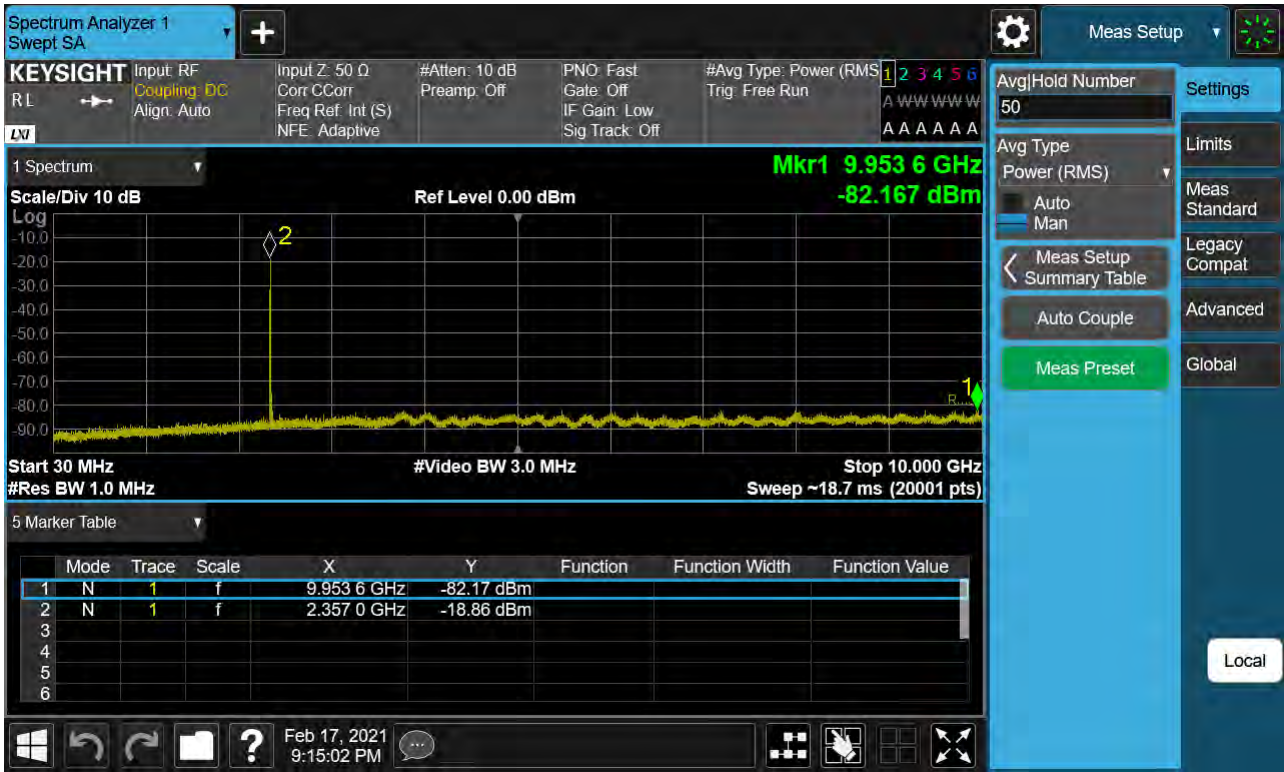 Spectrum Analyzer 1
Swept SA
Meas Setup
KEYSIGHT
RL
LXI
Input: RF
Coupling: DC
Align: Auto
Input Z: 50 Ω
Corr CCorr
Freq Ref: Int (S)
NFE: Adaptive
#Atten: 10 dB
Preamp: Off
PNO: Fast
Gate: Off
IF Gain: Low
Sig Track: Off
#Avg Type: Power (RMS
Trig: Free Run
1 2 3 4 5 6
A W W W W W
A A A A A A
1 Spectrum
Mkr1 9.953 6 GHz
-82.167 dBm
Scale/Div 10 dB
Ref Level 0.00 dBm
Log
-10.0
-20.0
-30.0
-40.0
-50.0
-60.0
-70.0
-80.0
-90.0
2
1
R...
Start 30 MHz
#Video BW 3.0 MHz
Stop 10.000 GHz
#Res BW 1.0 MHz
Sweep ~18.7 ms (20001 pts)
5 Marker Table
Mode Trace Scale X Y Function Function Width Function Value
1 N 1 f 9.953 6 GHz -82.17 dBm
2 N 1 f 2.357 0 GHz -18.86 dBm
3
4
5
6
Avg|Hold Number
50
Avg Type
Power (RMS)
Auto
Man
Meas Setup
Summary Table
Auto Couple
Meas Preset
Settings
Limits
Meas
Standard
Legacy
Compat
Advanced
Global
Local
?
Feb 17, 2021
9:15:02 PM